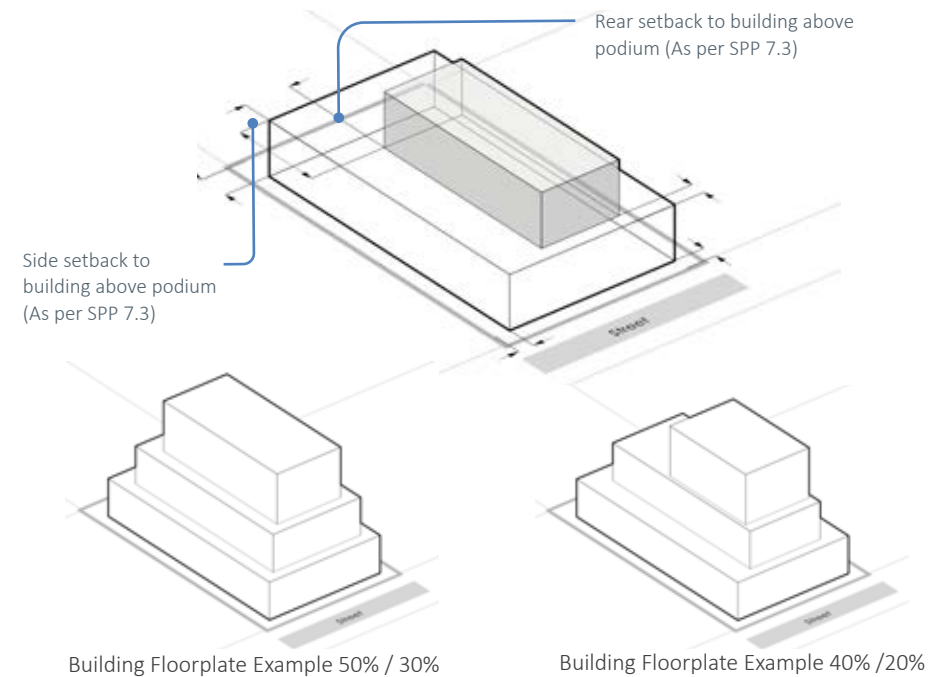 Rear setback to building above
podium (As per SPP 7.3)
Side setback to
building above podium
(As per SPP 7.3)
Street
Street
Street
Building Floorplate Example 50% / 30%
Building Floorplate Example 40% /20%